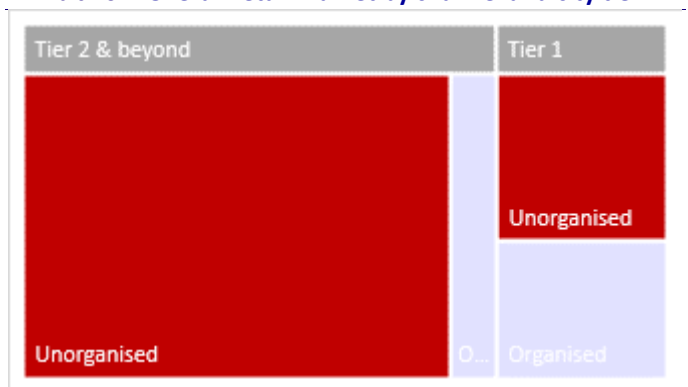 Tier 2 & beyond
Tier 1
Unorganised
Unorganised
O...
Organised